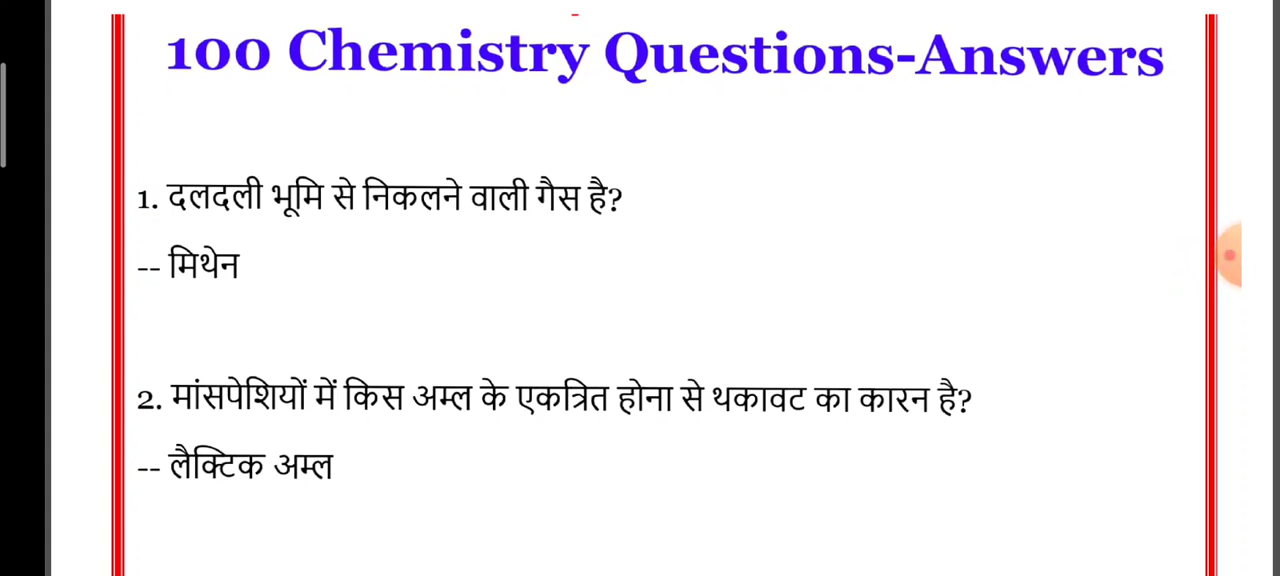 100 Chemistry Questions-Answers
1. दलदली भूमि से निकलने वाली गैस है?
-- मिथेन
2. मांसपेशियों में किस अम्ल के एकत्रित होना से थकावट का कारन है?
-- लैक्टिक अम्ल